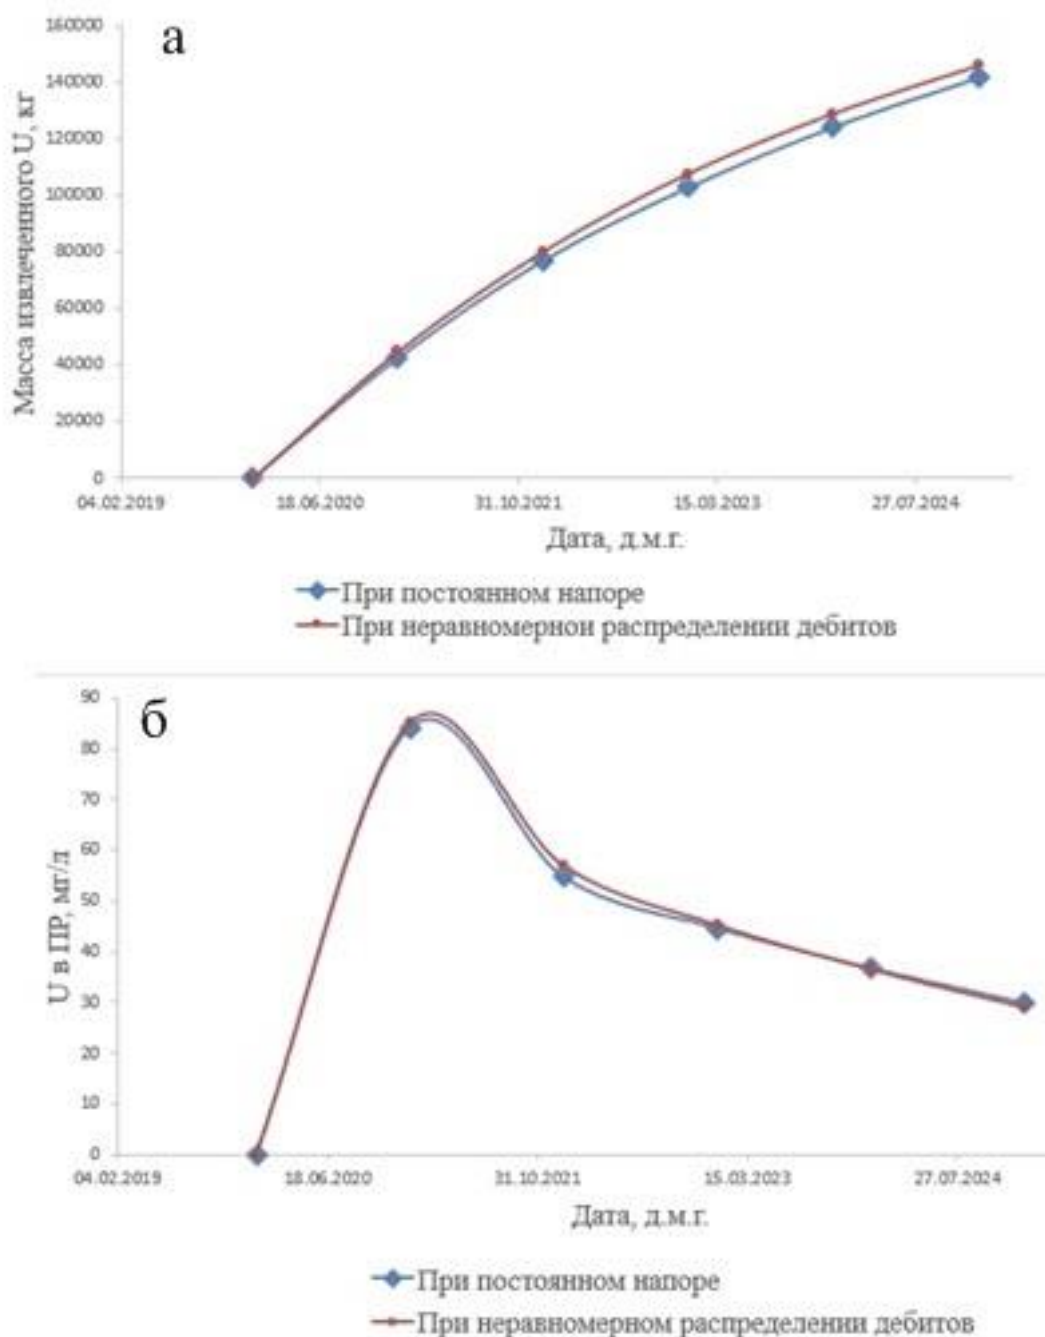 а
160000
140000
120000
100000
80000
60000
40000
20000
0
Масса извлеченного U, кг
04.02.2019 18.06.2020 31.10.2021 15.03.2023 27.07.2024
Дата, д.м.г.
При постоянном напоре
При неравномернои распределении дебитов
б
90
80
70
60
50
40
30
20
10
0
U в ПР, мг/л
04.02.2019 18.06.2020 31.10.2021 15.03.2023 27.07.2024
Дата, д.м.г.
При постоянном напоре
При неравномерном распределении дебитов